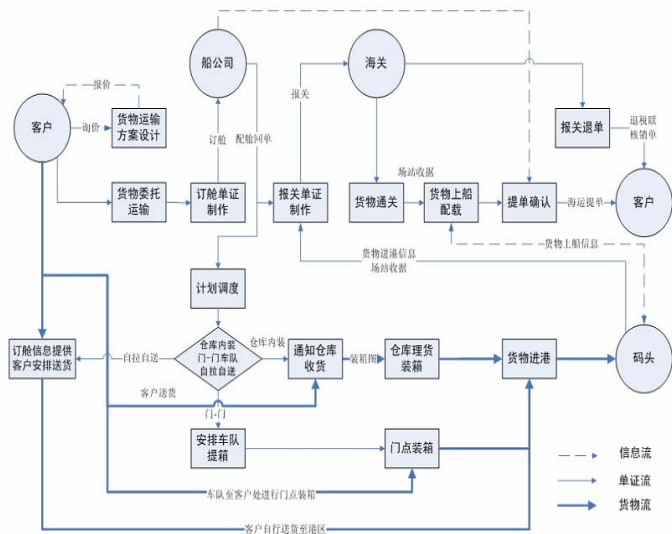 船公司
海关
报价
客户
询价
货物运输
方案设计
订舱
配舱回单
报关
报关退单
退税联
核销单
场站收据
货物委托
运输
订舱单证
制作
报关单证
制作
货物通关
货物上船
配载
提单确认
海运提单
客户
货物进港信息
场站收据
货物上船信息
计划调度
订舱信息提供
客户安排送货
自拉自送
仓库内装
门-门车队
自拉自送
仓库内装
通知仓库
收货
装箱图
仓库理货
装箱
货物进港
码头
客户送货
门-门
安排车队
提箱
门点装箱
信息流
单证流
货物流
车队至客户处进行门点装箱
客户自行送货至港区